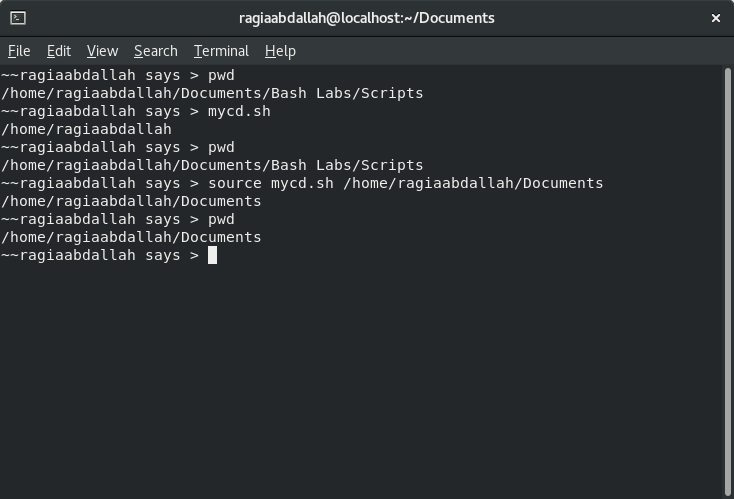 ragiaabdallah@localhost:~/Documents
File Edit View Search Terminal Help
~~ragiaabdallah says > pwd
/home/ragiaabdallah/Documents/Bash Labs/Scripts
~~ragiaabdallah says > mycd.sh
/home/ragiaabdallah
~~ragiaabdallah says > pwd
/home/ragiaabdallah/Documents/Bash Labs/Scripts
~~ragiaabdallah says > source mycd.sh /home/ragiaabdallah/Documents
/home/ragiaabdallah/Documents
~~ragiaabdallah says > pwd
/home/ragiaabdallah/Documents
~~ragiaabdallah says >